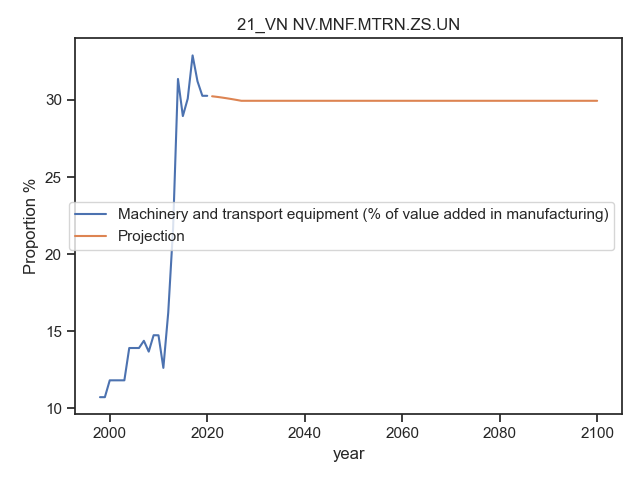 21_VN NV.MNF.MTRN.ZS.UN
30
25
20
15
10
Proportion %
Machinery and transport equipment (% of value added in manufacturing)
Projection
2000 2020 2040 2060 2080 2100
year